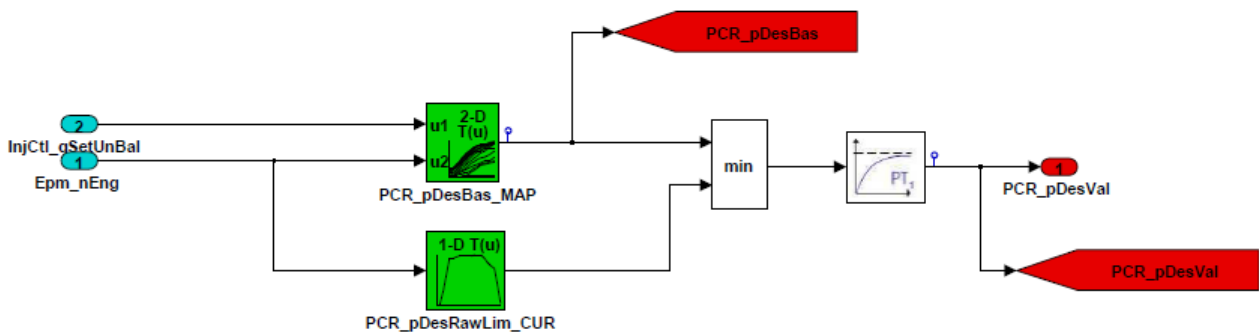 PCR_pDesBas
2
InjCtl_qSetUnBal
1
Epm_nEng
u1
2-D
T(u)
u2
PCR_pDesBas_MAP
min
PT1
1
PCR_pDesVal
1-D T(u)
PCR_pDesRawLim_CUR
PCR_pDesVal